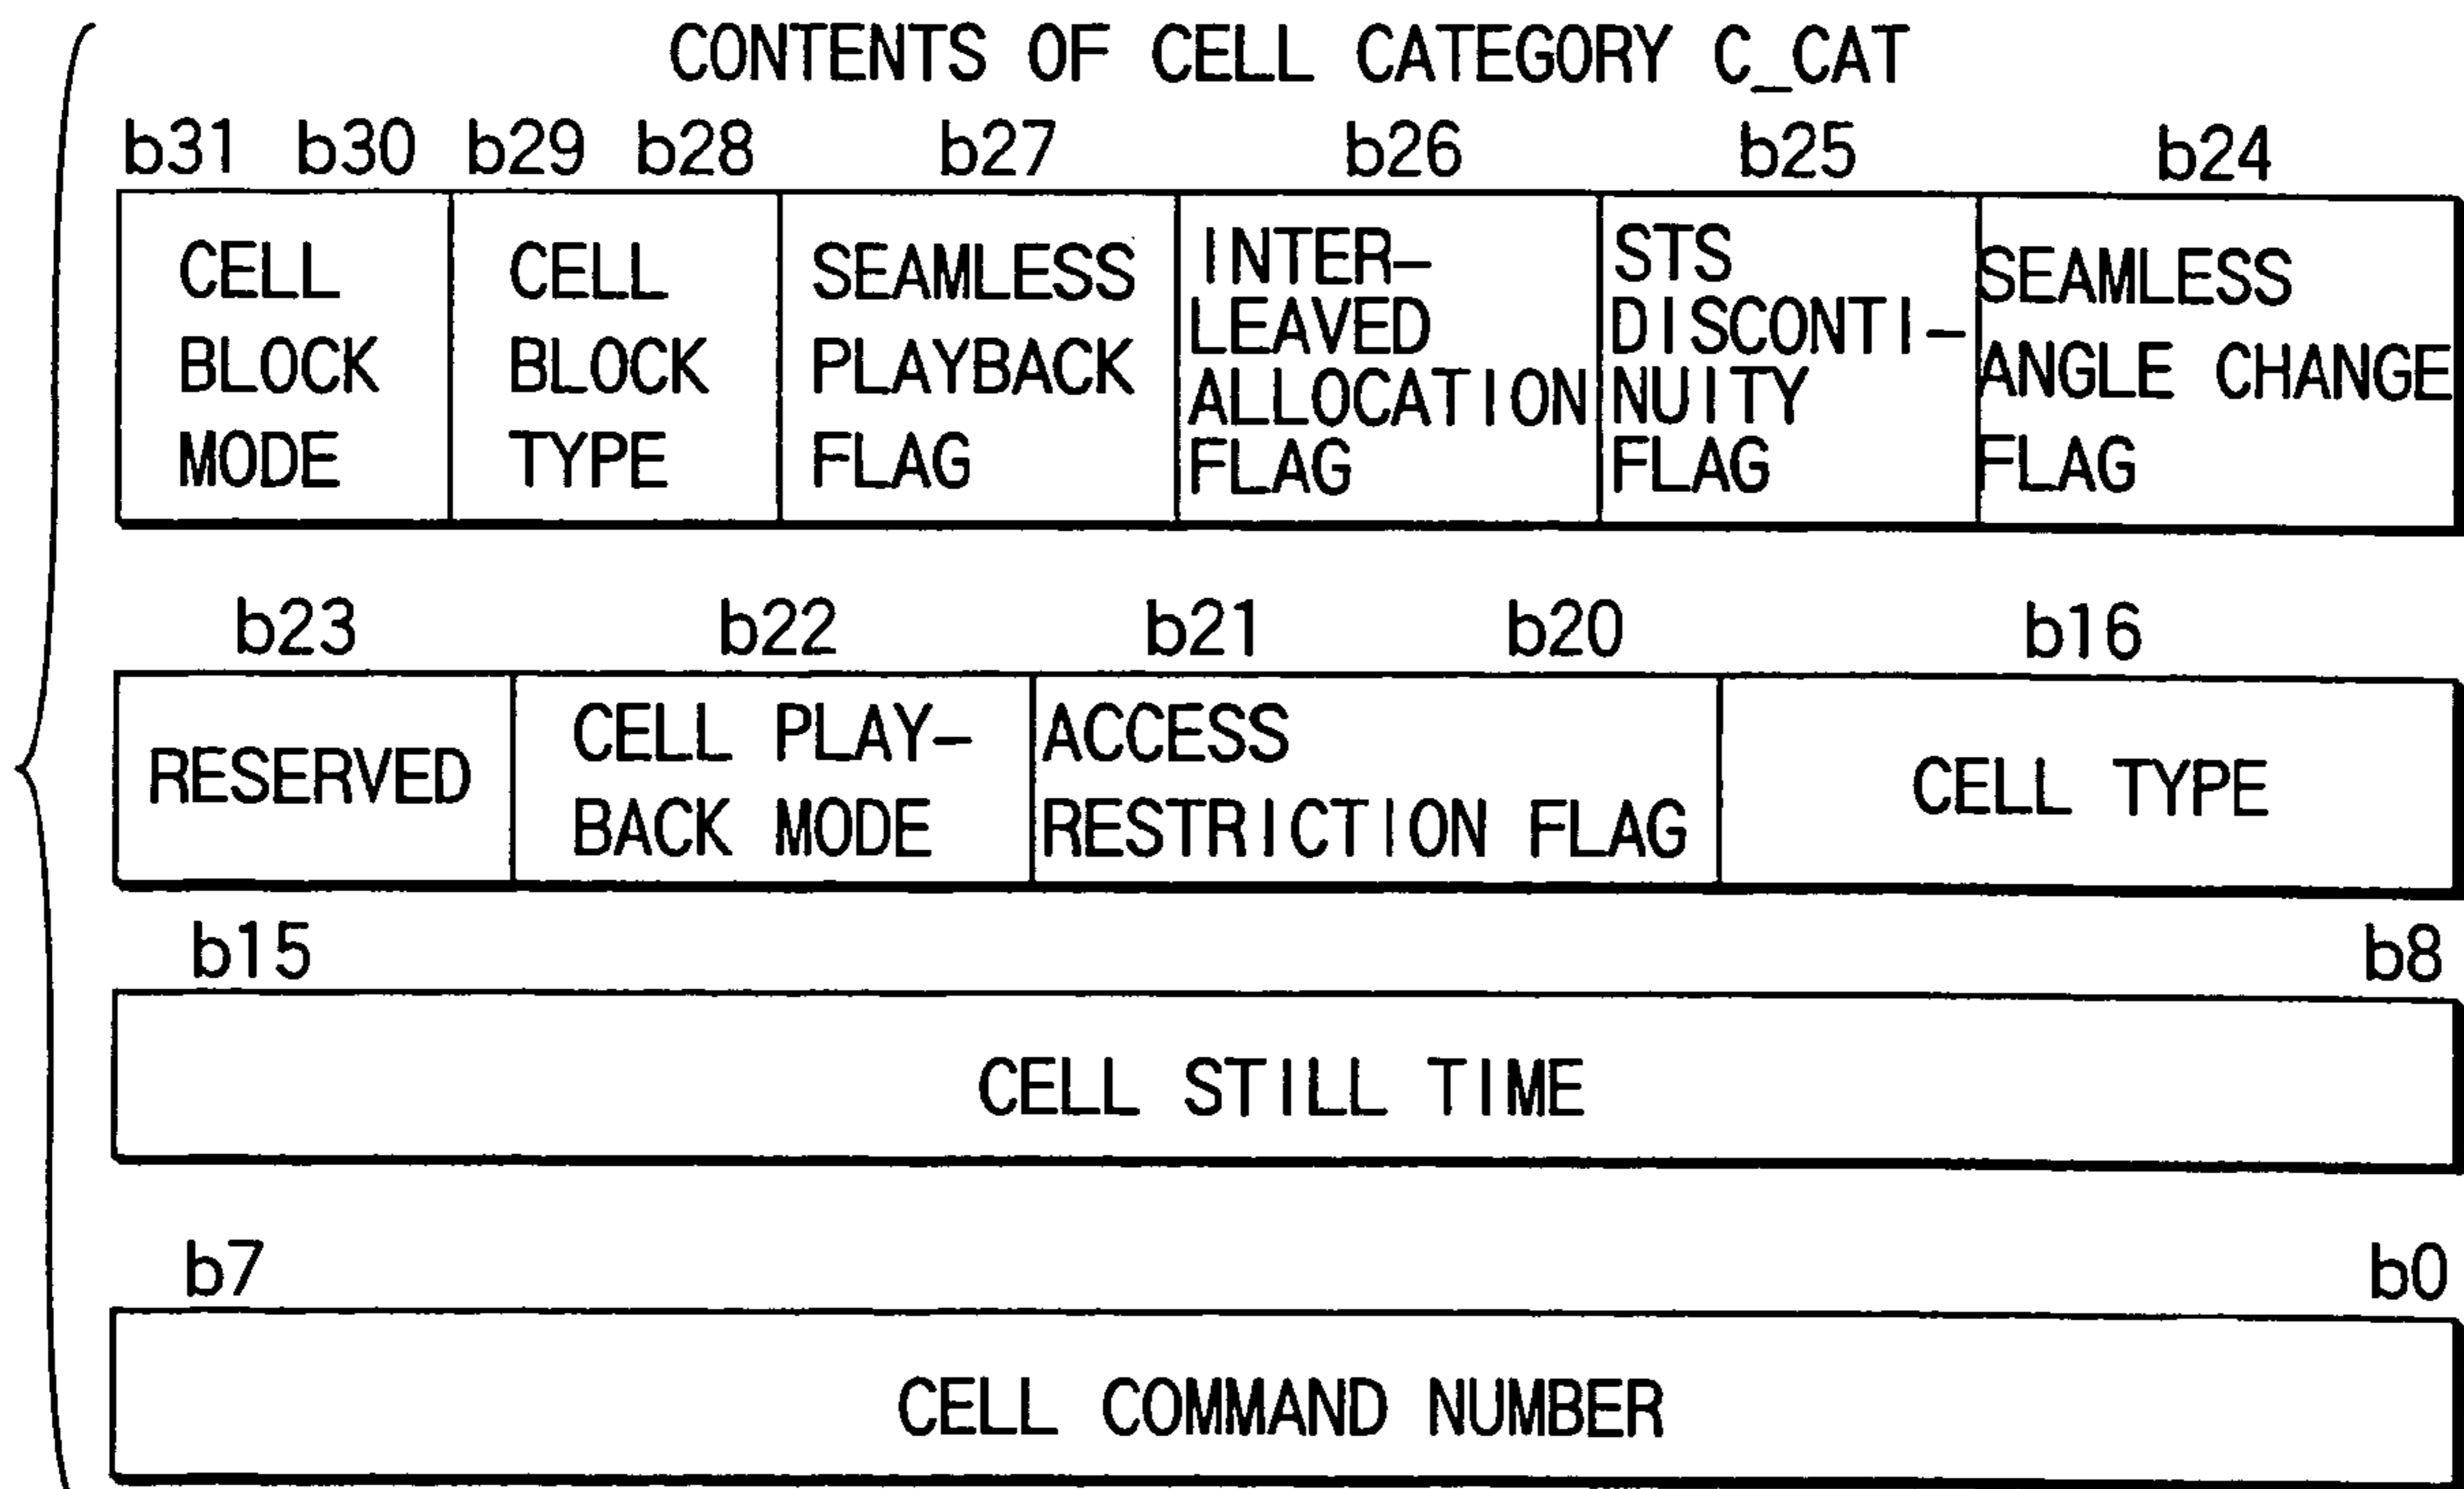 CONTENTS OF CELL CATEGORY C_CAT
b31 b30 b29 b28 b27 b26 b25 b24
CELL
BLOCK
MODE
CELL
BLOCK
TYPE
SEAMLESS
PLAYBACK
FLAG
INTER-
LEAVED
ALLOCATION
FLAG
STS
DISCONTI-
NUITY
FLAG
SEAMLESS
ANGLE CHANGE
FLAG
b23 b22 b21 b20 b16
RESERVED
CELL PLAY-
BACK MODE
ACCESS
RESTRICTION FLAG
CELL TYPE
b15 b8
CELL STILL TIME
b7 b0
CELL COMMAND NUMBER